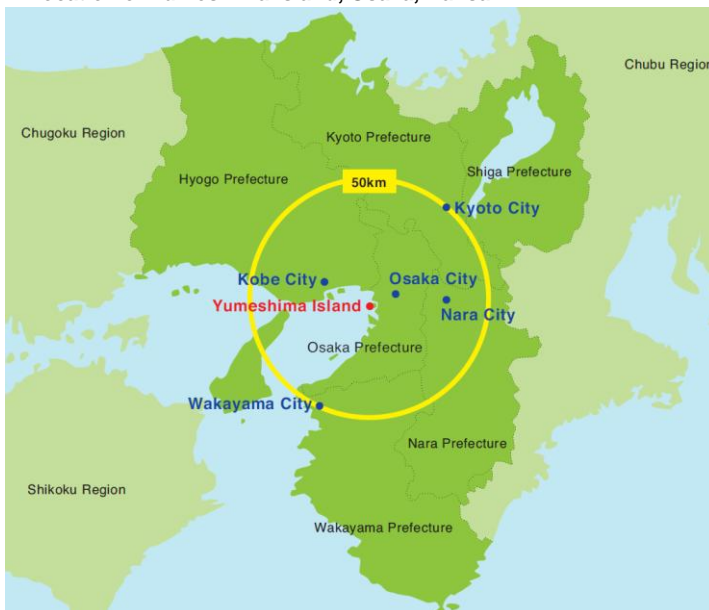 Chubu Region
Chugoku Region
Kyoto Prefecture
Shiga Prefecture
Hyogo Prefecture
50km
Kyoto City
Kobe City
Osaka City
Yumeshima Island
Nara City
Osaka Prefecture
Wakayama City
Nara Prefecture
Shikoku Region
Wakayama Prefecture